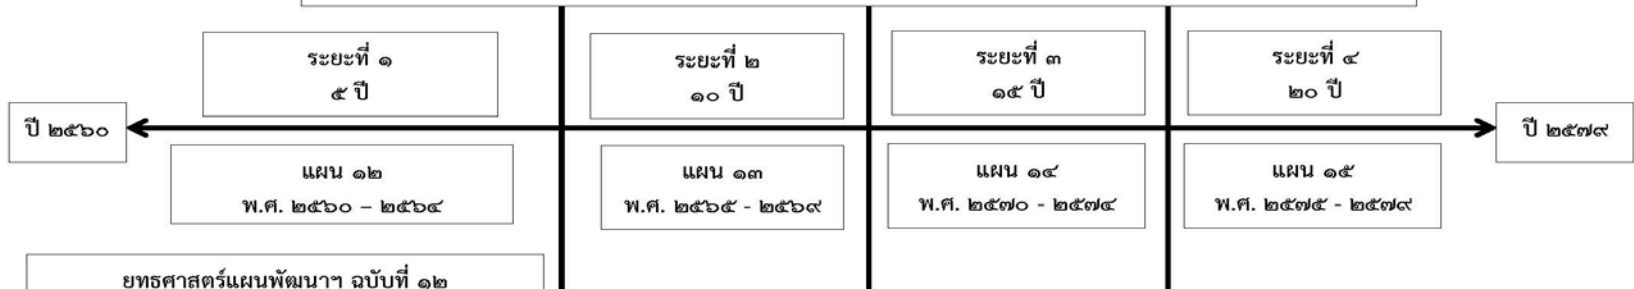 ระยะที่ ๑
๕ ปี
ระยะที่ ๒
๑๐ ปี
ระยะที่ ๓
๑๕ ปี
ระยะที่ ๔
๒๐ ปี
ปี ๒๕๖๐
ปี ๒๕๗๙
แผน ๑๒
พ.ศ. ๒๕๖๐ – ๒๕๖๔
แผน ๑๓
พ.ศ. ๒๕๖๕ - ๒๕๖๙
แผน ๑๔
พ.ศ. ๒๕๗๐ - ๒๕๗๔
แผน ๑๕
พ.ศ. ๒๕๗๕ - ๒๕๗๙
ยุทธศาสตร์แผนพัฒนาฯ ฉบับที่ ๑๒